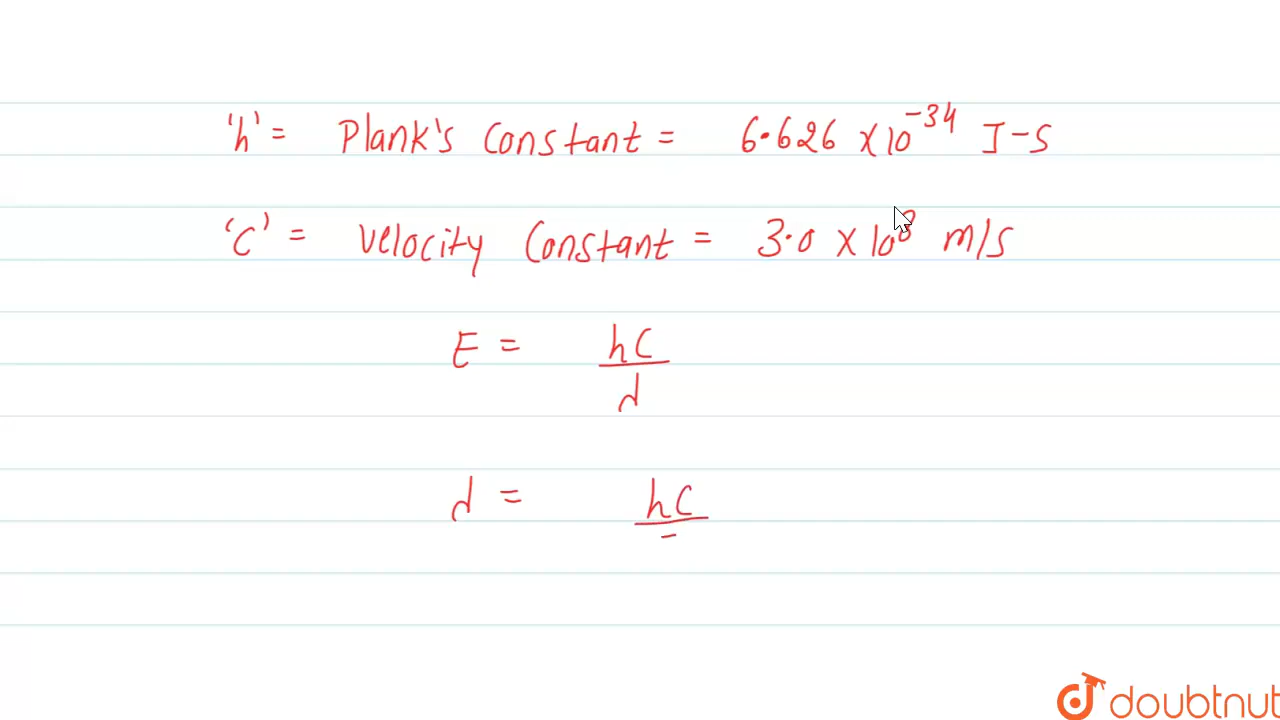 'h' = Plank's Constant = 6.626 x 10^-34 J-S
'C' = Velocity Constant = 3.0 x 10^8 m/s
E = hC
d
d = hC
doubtnut